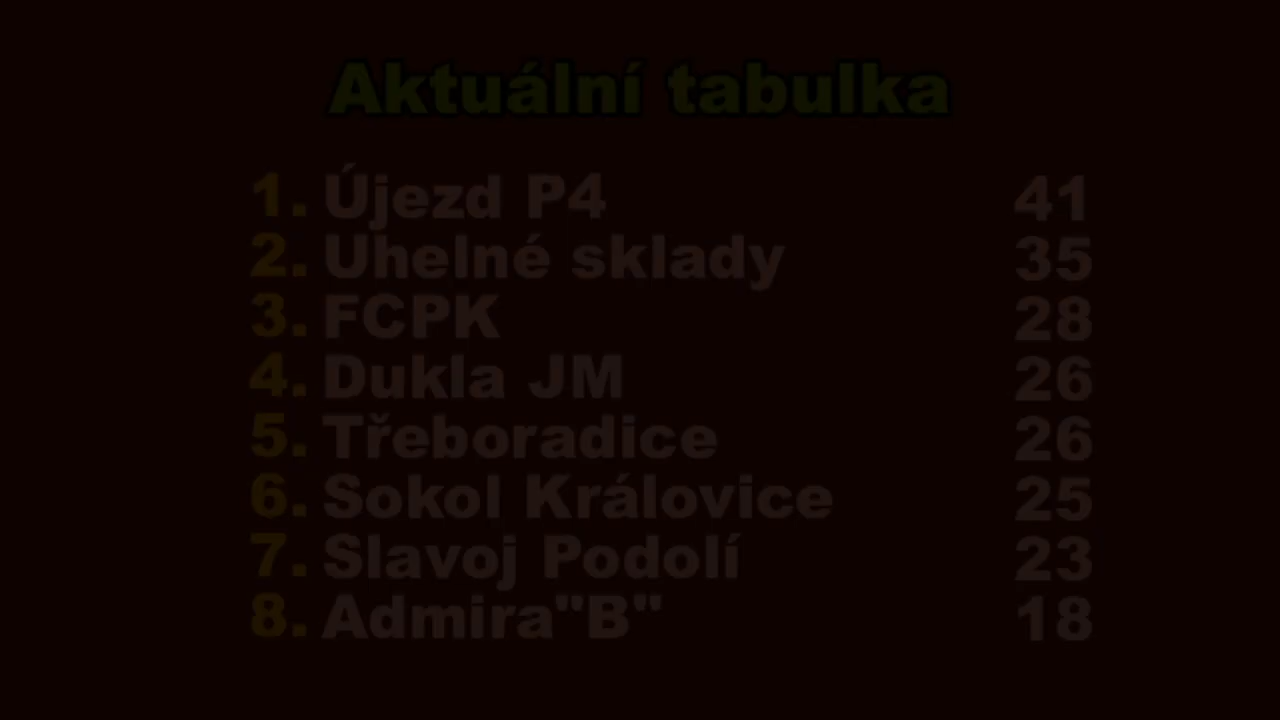 Aktuální tabulka
1. Újezd P4 41
2. Uhelné sklady 35
3. FCPK 28
4. Dukla JM 26
5. Třeboradice 26
6. Sokol Královice 25
7. Slavoj Podolí 23
8. Admira"B" 18